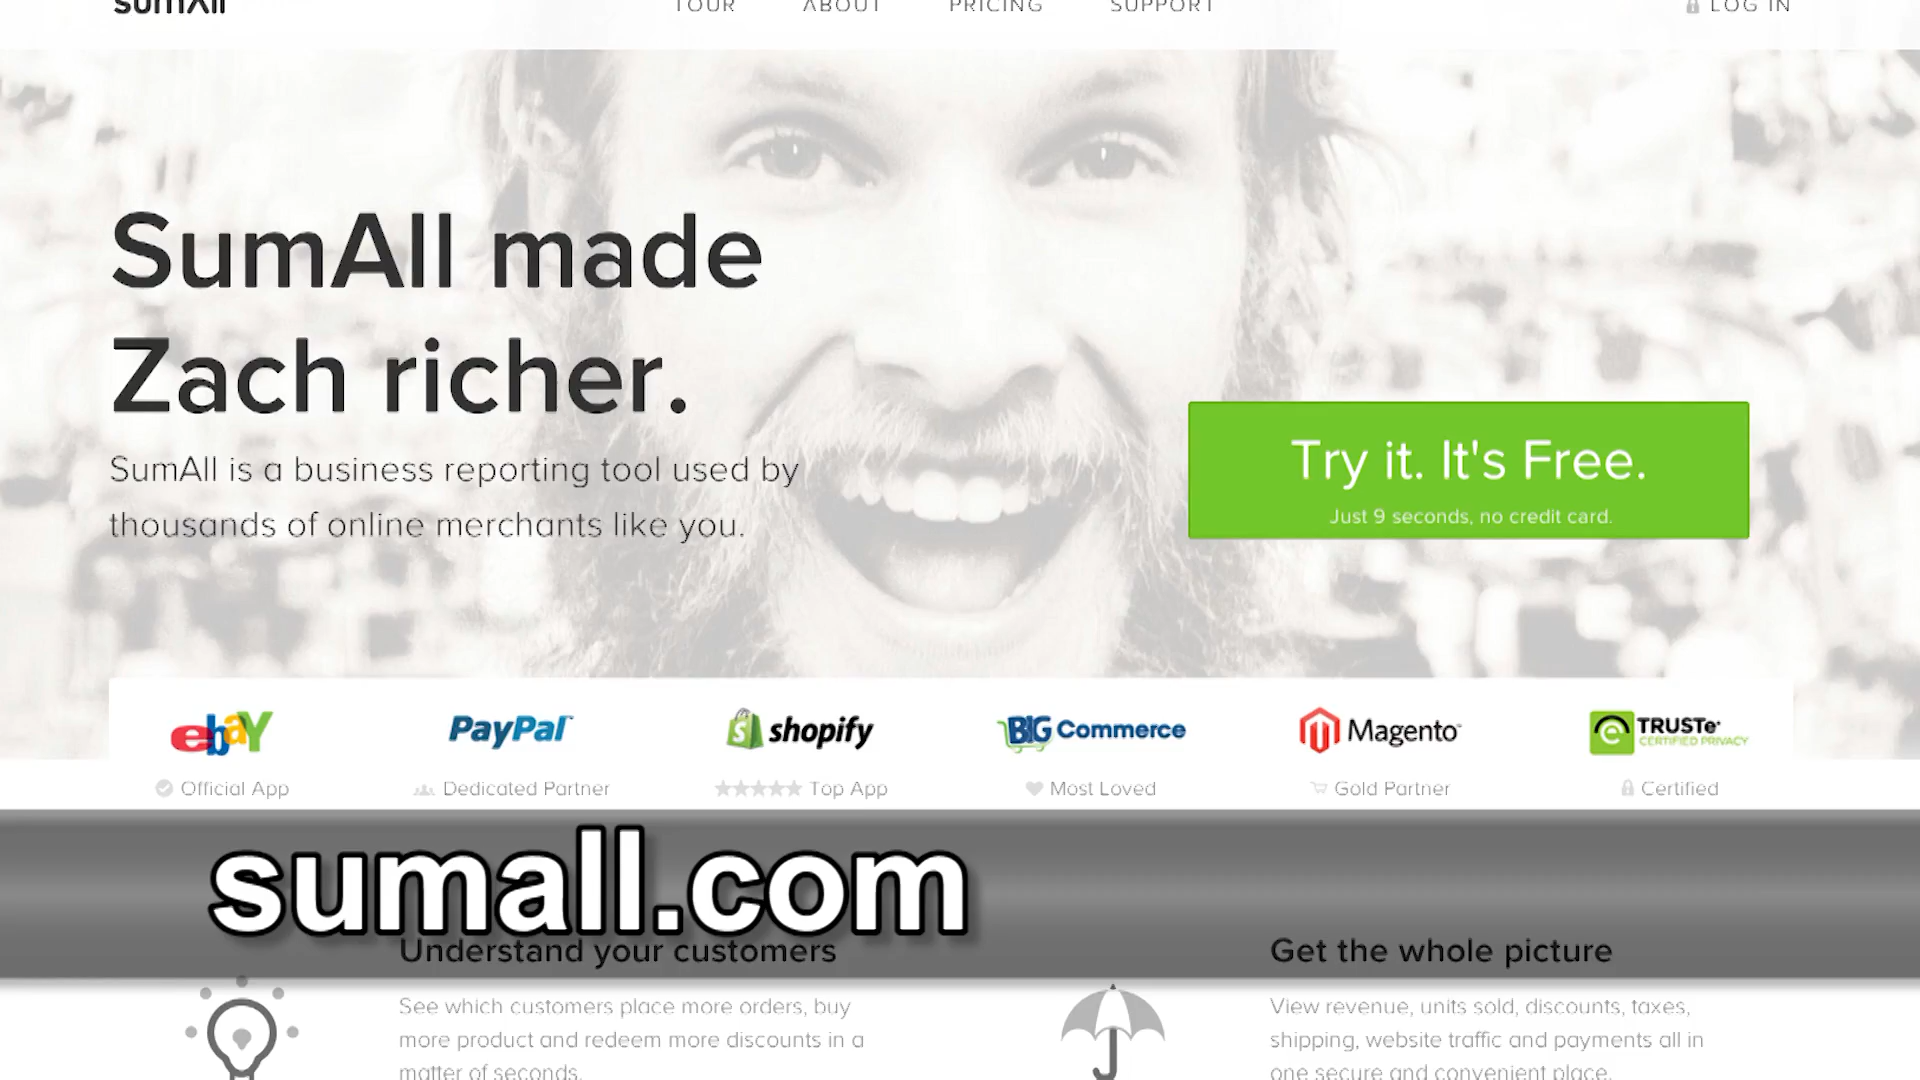 sumAll
TOUR ABOUT PRICING SUPPORT LOG IN
SumAll made
Zach richer.
SumAll is a business reporting tool used by
thousands of online merchants like you.
Try it. It's Free.
Just 9 seconds, no credit card.
ebay PayPal™ shopify BIG Commerce Magento™ TRUSTe
CERTIFIED PRIVACY
Official App Dedicated Partner Top App Most Loved Gold Partner Certified
sumall.com
Understand your customers
See which customers place more orders, buy
more product and redeem more discounts in a
matter of seconds.
Get the whole picture
View revenue, units sold, discounts, taxes,
shipping, website traffic and payments all in
one secure and convenient place.